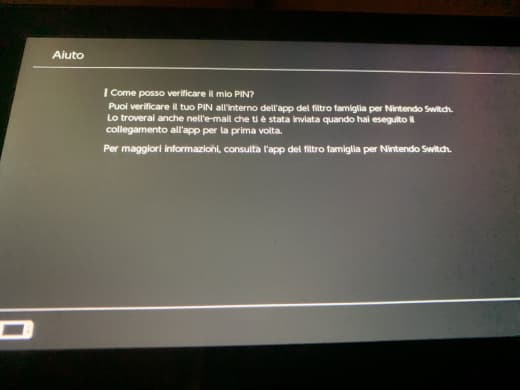 Aiuto
Come posso verificare il mio PIN?
Puoi verificare il tuo PIN all'interno dell'app del filtro famiglia per Nintendo Switch.
Lo troverai anche nell'e-mail che ti è stata inviata quando hai eseguito il
collegamento all'app per la prima volta.
Per maggiori informazioni, consulta l'app del filtro famiglia per Nintendo Switch.